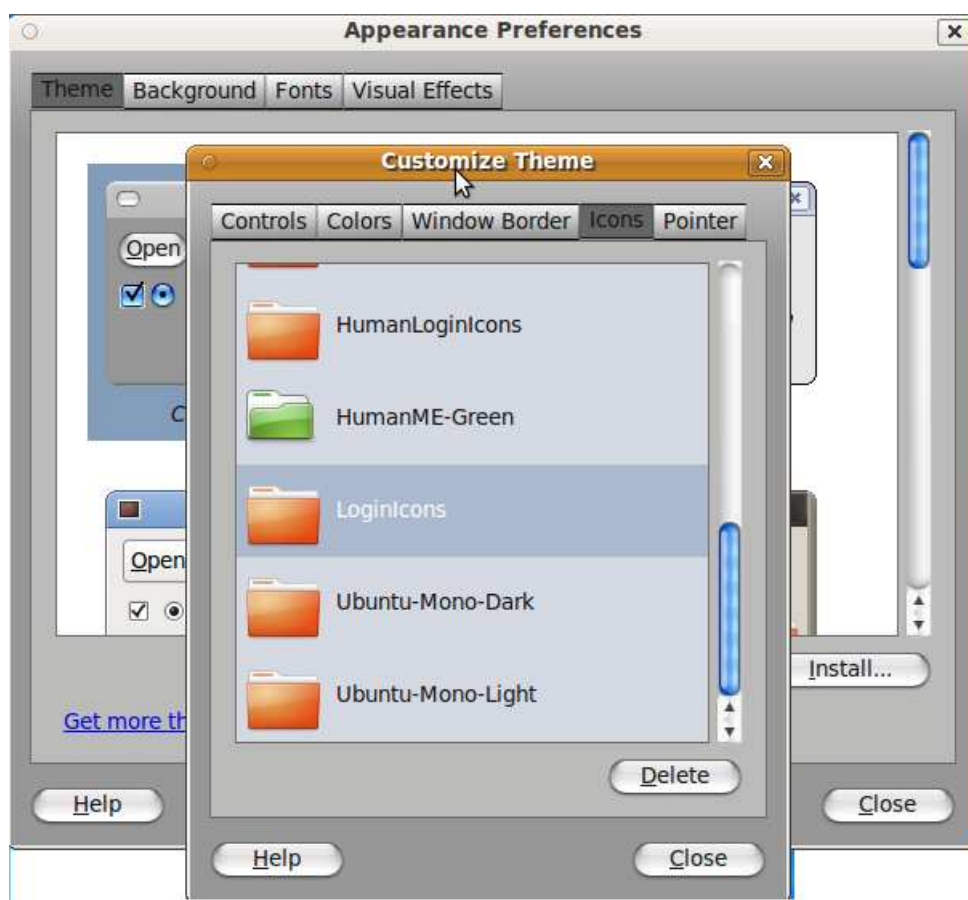 Appearance Preferences
Theme Background Fonts Visual Effects
Customize Theme
Controls Colors Window Border Icons Pointer
Open
HumanLoginIcons
HumanME-Green
C
LoginIcons
Open
Ubuntu-Mono-Dark
Ubuntu-Mono-Light
Install...
Get more th
Delete
Help
Close
Help
Close